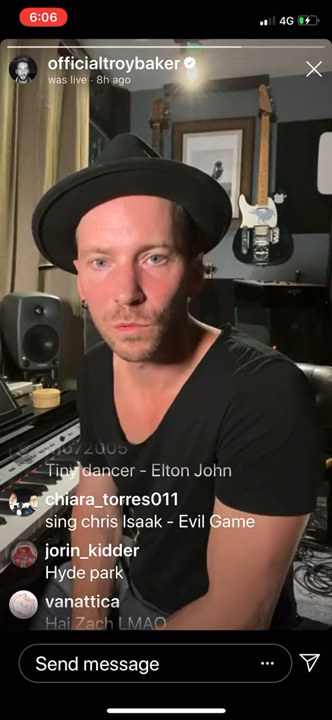 6:06
4G
officialtroybaker
was live · 8h ago
Tiny dancer - Elton John
chiara_torres011
sing chris Isaak - Evil Game
jorin_kidder
Hyde park
vanattica
Hai Zach LMAO
Send message